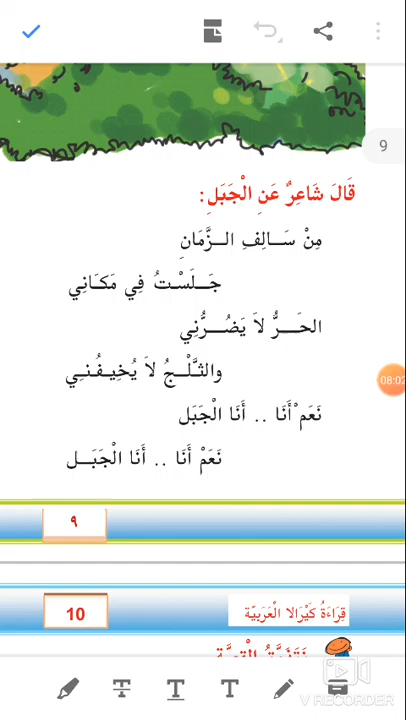 9
قَالَ شَاعِرٌ عَنِ الْجَبَلِ:
مِنْ سَالِفِ الزَّمَانِ
جَلَسْتُ فِي مَكَانِي
الحَرُّ لاَ يَضُرُّنِي
والثَّلْجُ لاَ يُخِيفُنِي
نَعَمْ أَنَا .. أَنَا الْجَبَل
نَعَمْ أَنَا .. أَنَا الْجَبَل
08:02
٩
قِرَاءَةُ كَيْرَالا الْعَرَبِيّة
10
T T T
V RECORDER